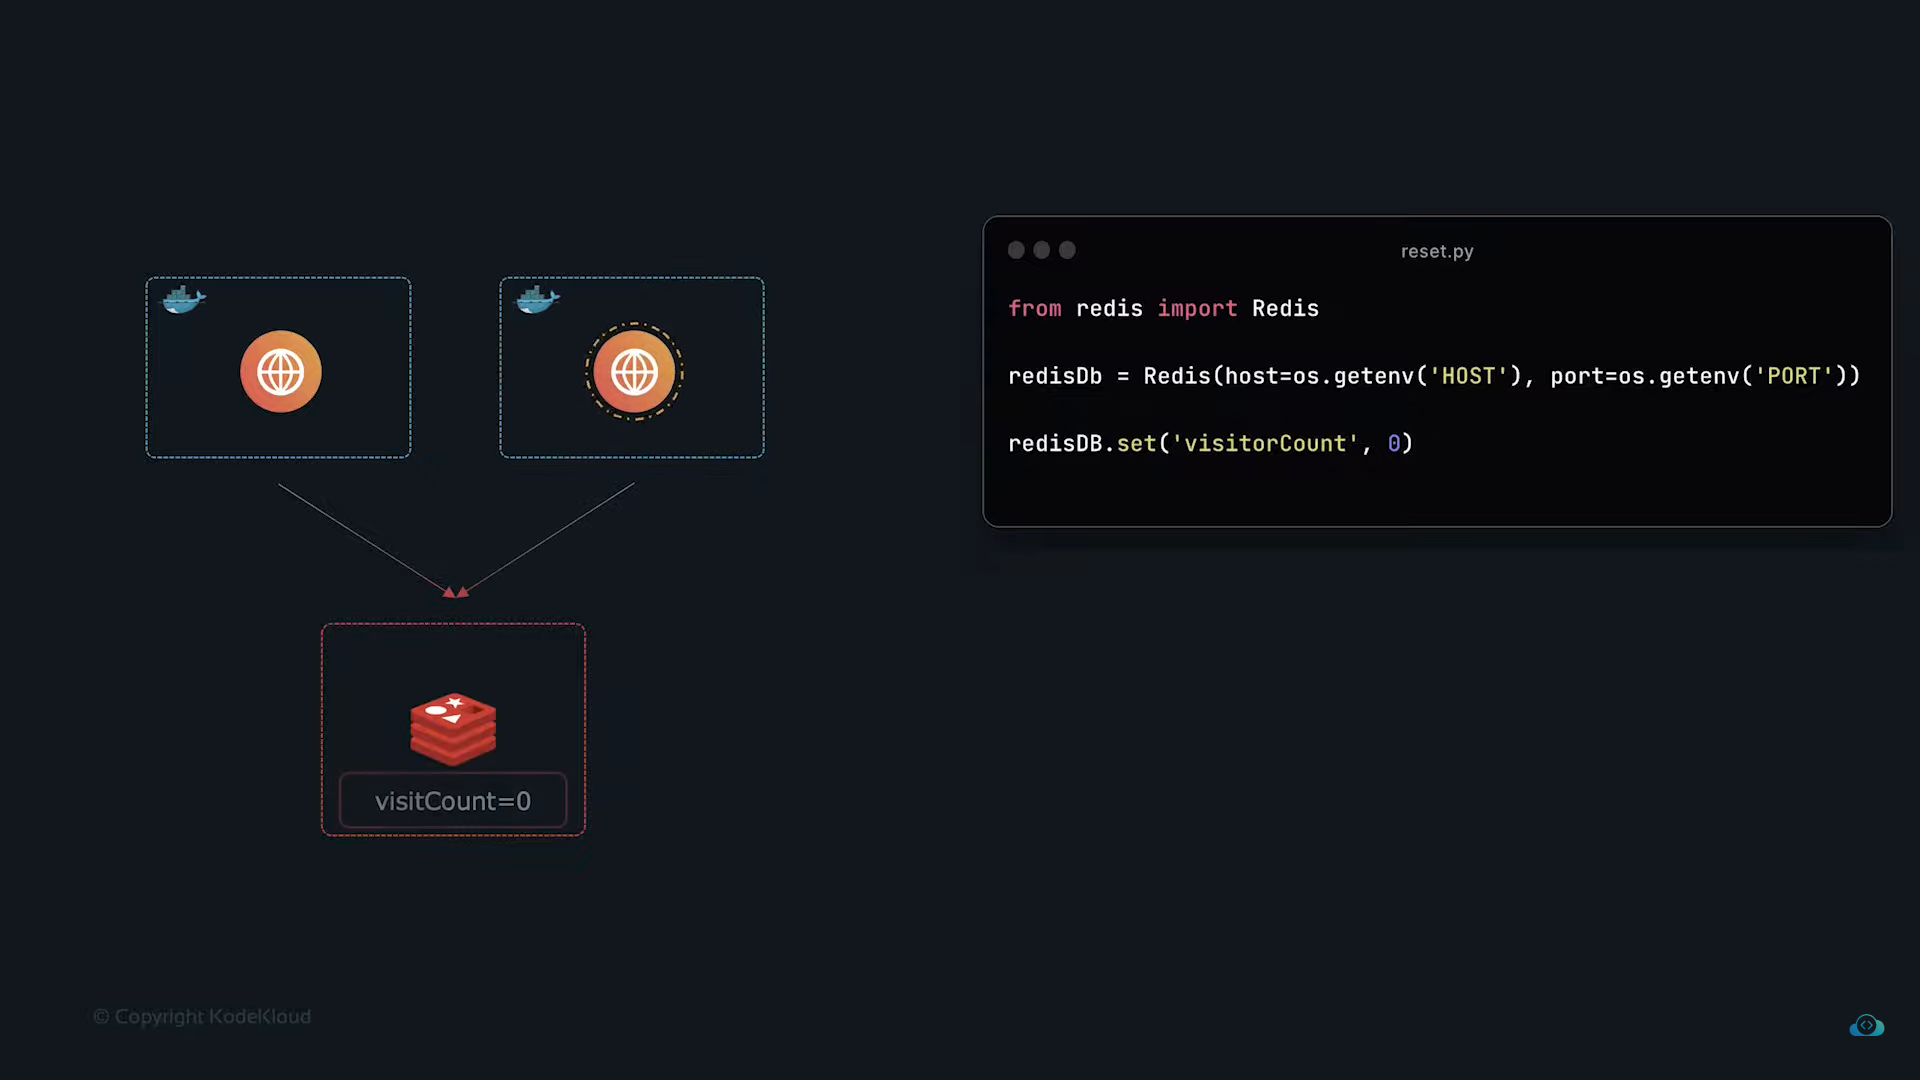 reset.py
from redis import Redis
redisDb = Redis(host=os.getenv('HOST'), port=os.getenv('PORT'))
redisDB.set('visitorCount', 0)
visitCount=0
© Copyright KodeKloud